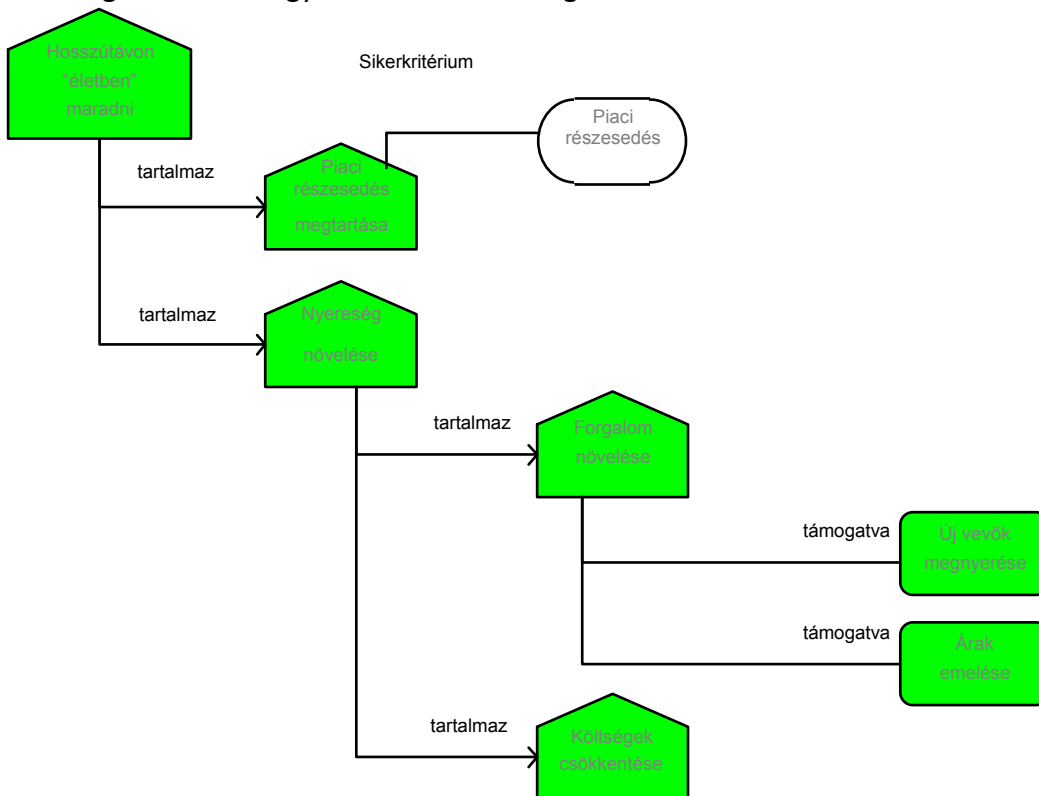 Hosszútávon
"életben"
maradni
Sikerkritérium
Piaci
részesedés
tartalmaz
Piaci
részesedés
megtartása
tartalmaz
Nyereség
növelése
tartalmaz
Forgalom
növelése
támogatva
Új vevők
megnyerése
támogatva
Árak
emelése
tartalmaz
Költségek
csökkentése